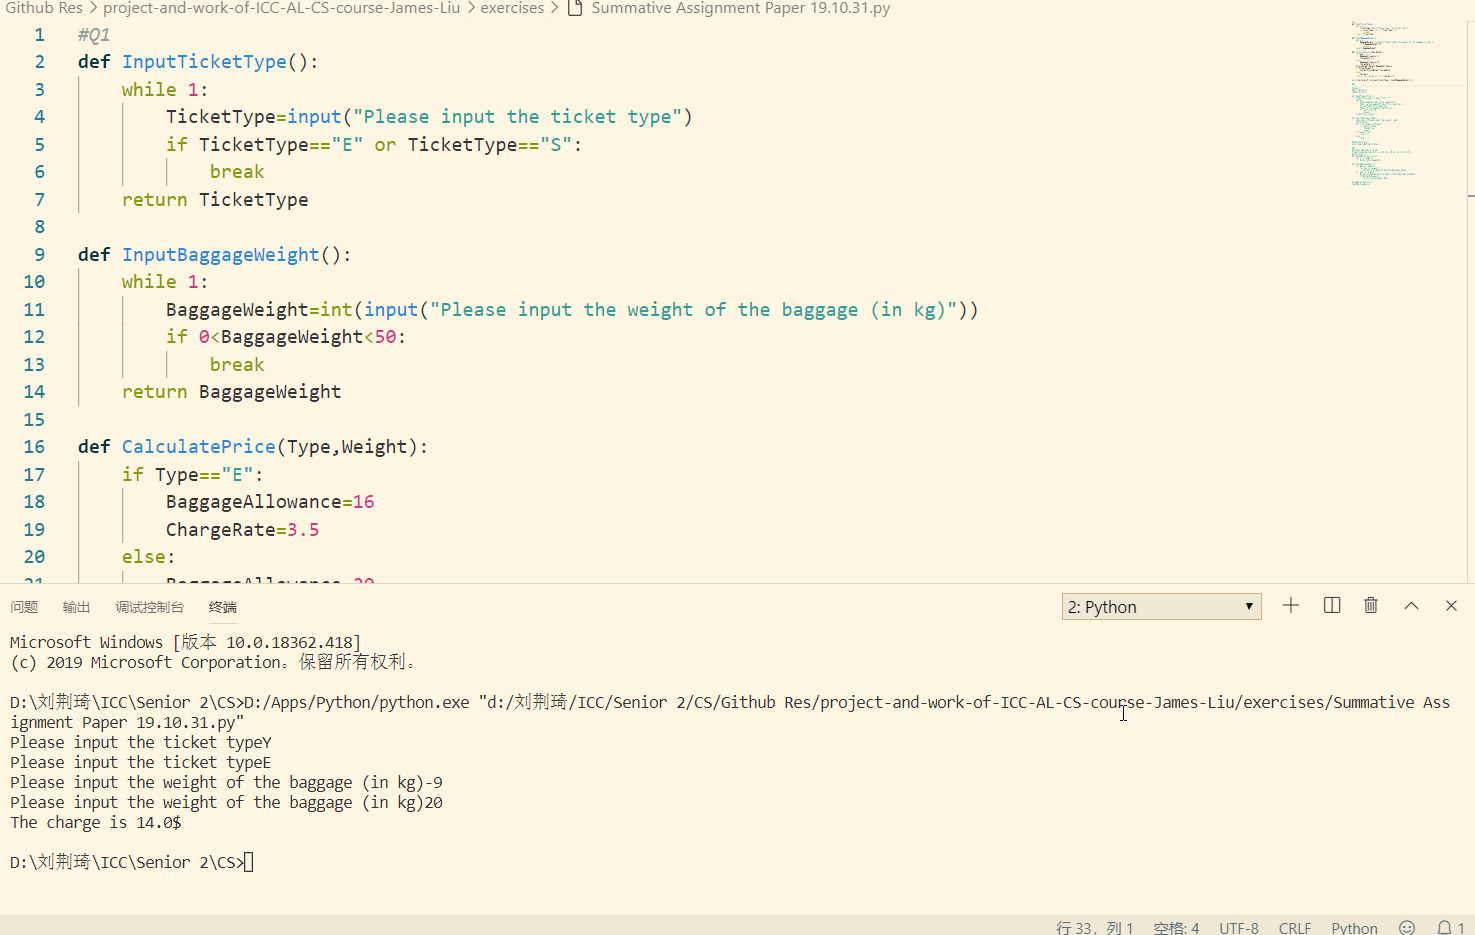 Github Res > project-and-work-of-ICC-AL-CS-course-James-Liu > exercises > Summative Assignment Paper 19.10.31.py
1 #Q1
2 def InputTicketType():
3     while 1:
4         TicketType=input("Please input the ticket type")
5         if TicketType=="E" or TicketType=="S":
6             break
7     return TicketType
8
9 def InputBaggageWeight():
10     while 1:
11         BaggageWeight=int(input("Please input the weight of the baggage (in kg)"))
12         if 0<BaggageWeight<50:
13             break
14     return BaggageWeight
15
16 def CalculatePrice(Type,Weight):
17     if Type=="E":
18         BaggageAllowance=16
19         ChargeRate=3.5
20     else:
21         BaggageAllowance=20
问题 输出 调试控制台 终端 2: Python
Microsoft Windows [版本 10.0.18362.418]
(c) 2019 Microsoft Corporation。保留所有权利。
D:\刘荆琦\ICC\Senior 2\CS>D:/Apps/Python/python.exe "d:/刘荆琦/ICC/Senior 2/CS/Github Res/project-and-work-of-ICC-AL-CS-course-James-Liu/exercises/Summative Ass
ignment Paper 19.10.31.py"
Please input the ticket typeY
Please input the ticket typeE
Please input the weight of the baggage (in kg)-9
Please input the weight of the baggage (in kg)20
The charge is 14.0$
D:\刘荆琦\ICC\Senior 2\CS>
行 33，列 1 空格: 4 UTF-8 CRLF Python 1